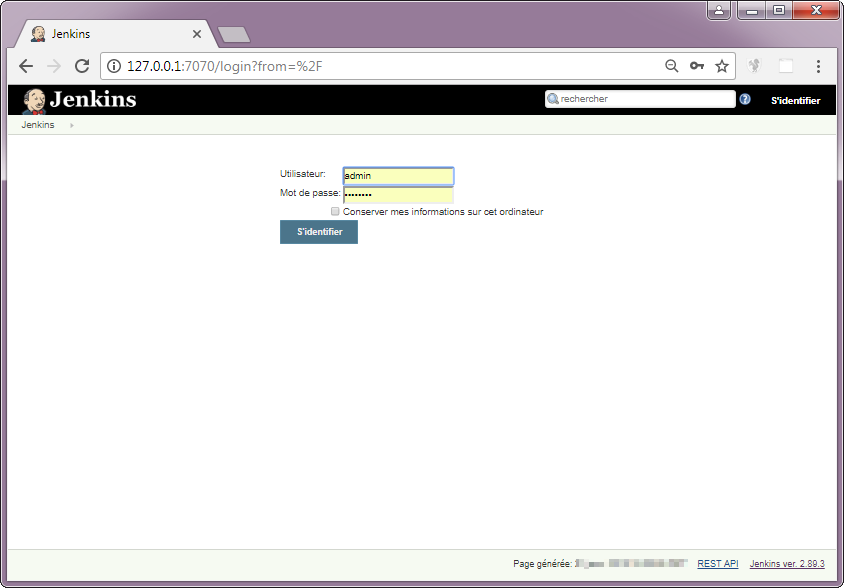 Jenkins
127.0.0.1:7070/login?from=%2F
Jenkins
rechercher
S'identifier
Jenkins
Utilisateur: admin
Mot de passe: ••••••••
Conserver mes informations sur cet ordinateur
S'identifier
Page générée: REST API Jenkins ver. 2.89.3